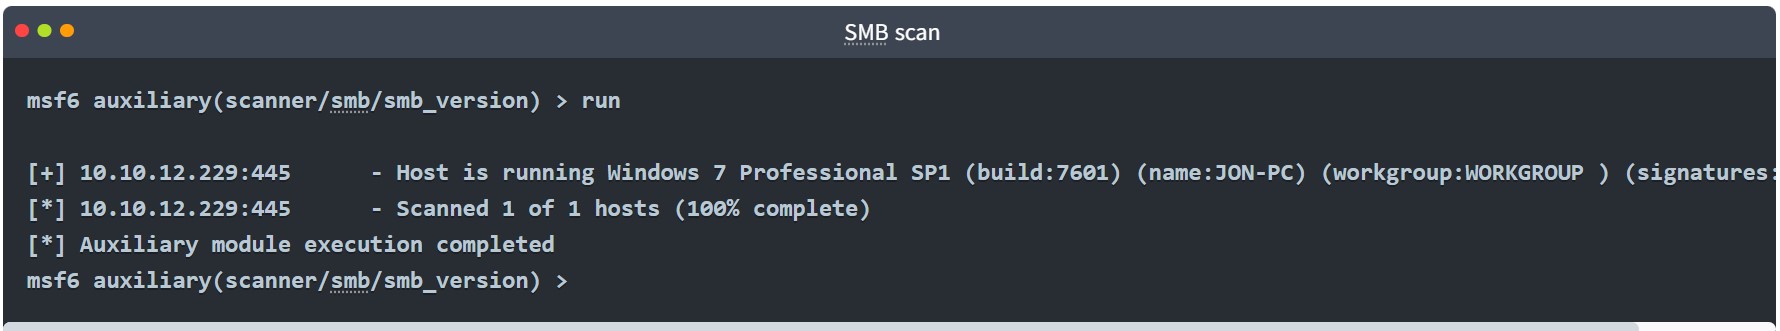 SMB scan
msf6 auxiliary(scanner/smb/smb_version) > run
[+] 10.10.12.229:445      - Host is running Windows 7 Professional SP1 (build:7601) (name:JON-PC) (workgroup:WORKGROUP ) (signatures:
[*] 10.10.12.229:445      - Scanned 1 of 1 hosts (100% complete)
[*] Auxiliary module execution completed
msf6 auxiliary(scanner/smb/smb_version) >